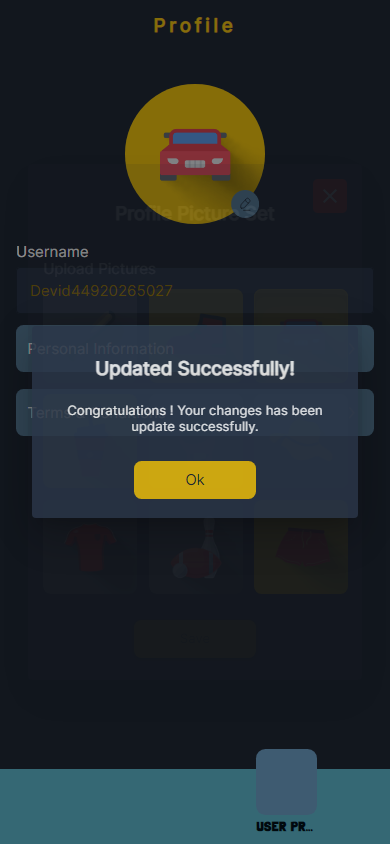 Profile
Profile Picture Set
Username
Upload Pictures
Devid44920265027
Personal Information
Updated Successfully!
Congratulations ! Your changes has been
update successfully.
Ok
USER PR...